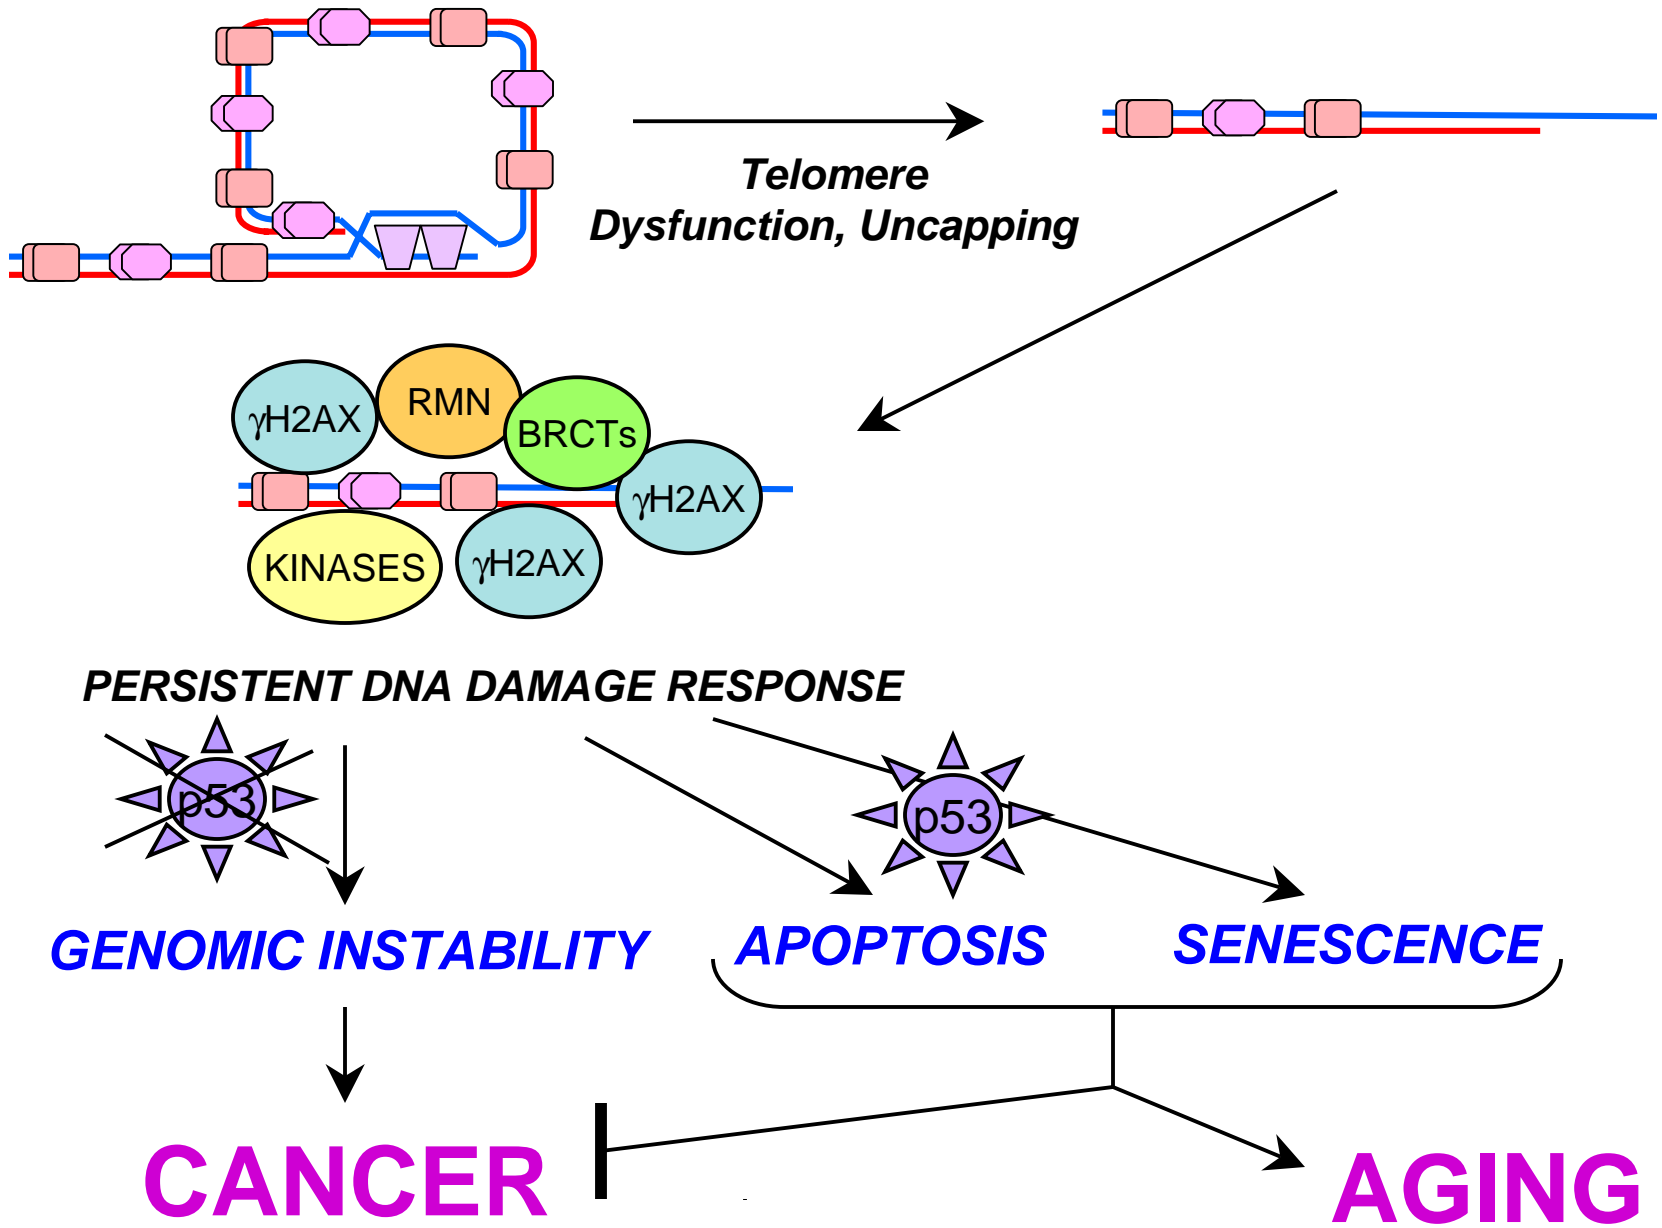 Telomere
Dysfunction, Uncapping
γH2AX
RMN
BRCTs
γH2AX
KINASES
γH2AX
PERSISTENT DNA DAMAGE RESPONSE
p53
p53
GENOMIC INSTABILITY
APOPTOSIS
SENESCENCE
CANCER
AGING